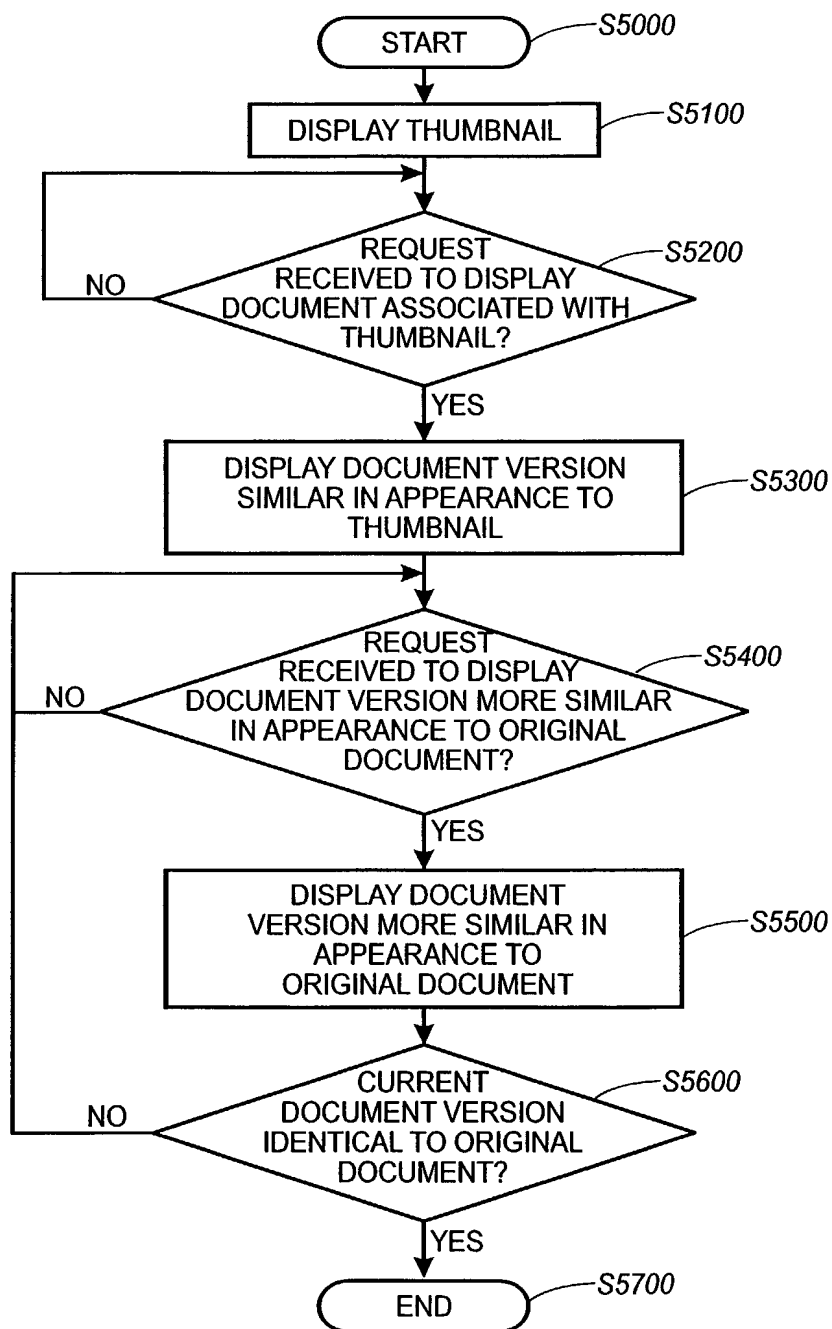 START
S5000
DISPLAY THUMBNAIL
S5100
REQUEST
RECEIVED TO DISPLAY
DOCUMENT ASSOCIATED WITH
THUMBNAIL?
S5200
NO
YES
DISPLAY DOCUMENT VERSION
SIMILAR IN APPEARANCE TO
THUMBNAIL
S5300
REQUEST
RECEIVED TO DISPLAY
DOCUMENT VERSION MORE SIMILAR
IN APPEARANCE TO ORIGINAL
DOCUMENT?
S5400
NO
YES
DISPLAY DOCUMENT
VERSION MORE SIMILAR IN
APPEARANCE TO
ORIGINAL DOCUMENT
S5500
CURRENT
DOCUMENT VERSION
IDENTICAL TO ORIGINAL
DOCUMENT?
S5600
NO
YES
END
S5700